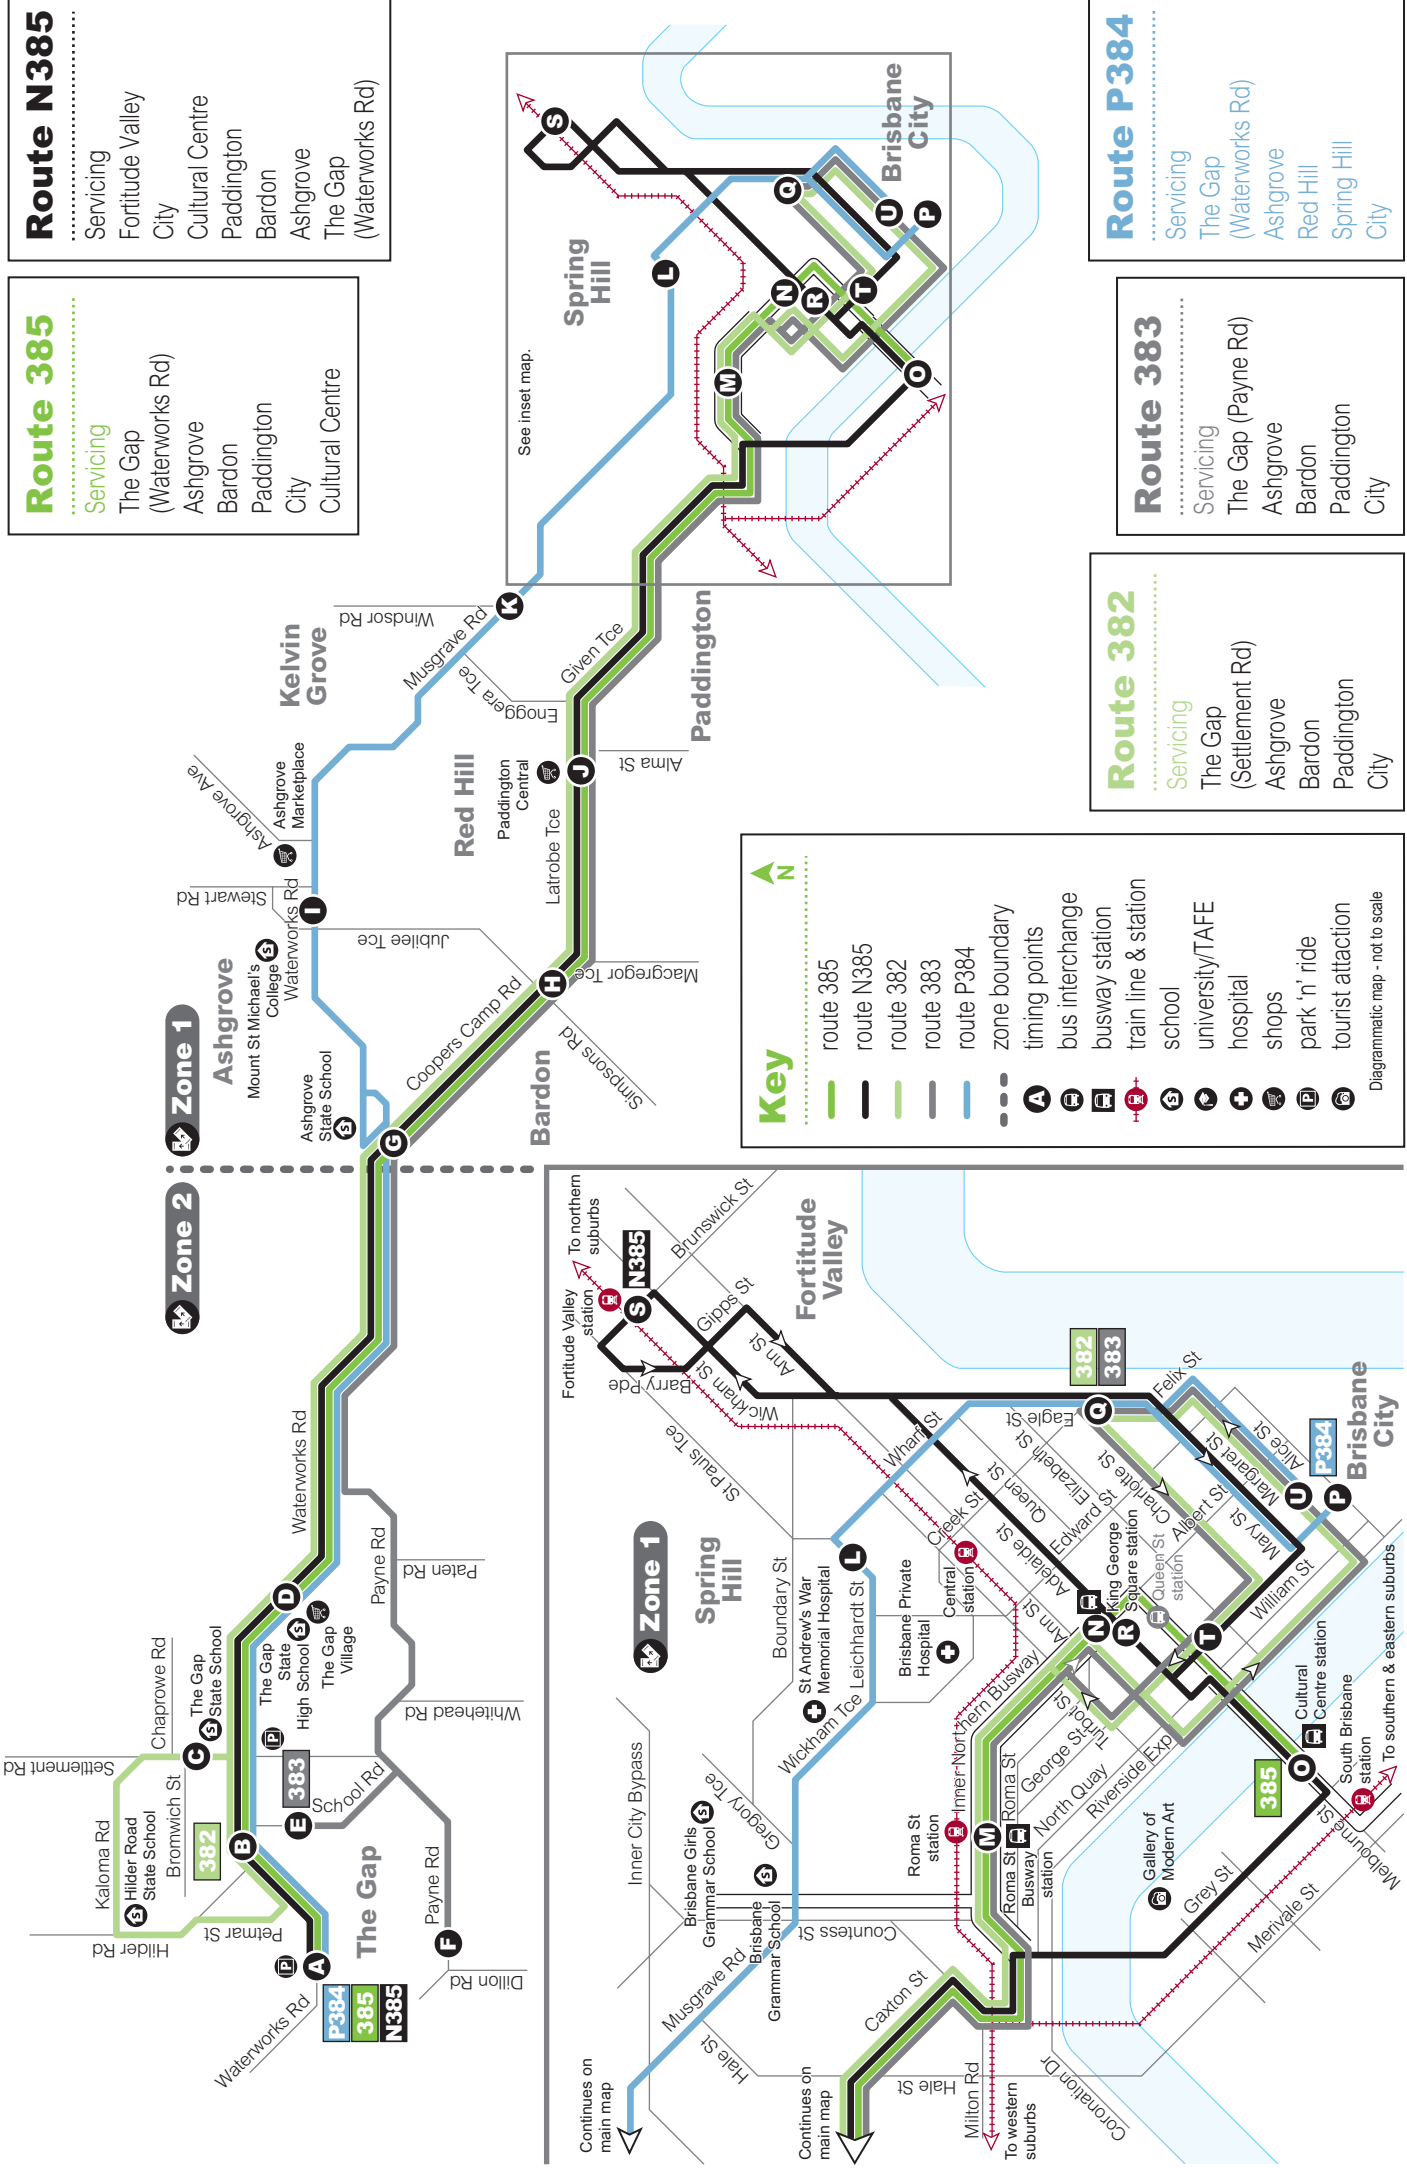 Route 385
Servicing
The Gap
(Waterworks Rd)
Ashgrove
Bardon
Paddington
City
Cultural Centre
Route N385
Servicing
Fortitude Valley
City
Cultural Centre
Paddington
Bardon
Ashgrove
The Gap
(Waterworks Rd)
Zone 2
Zone 1
Settlement Rd
Chaprowe Rd
Kaloma Rd
Hilder Road
State School
Bromwich St
The Gap
State School
C
382
B
Hilder Rd
Petmar St
P
A
Waterworks Rd
P384
385
N385
The Gap
P
383
E
School Rd
Payne Rd
F
Dillon Rd
Whitehead Rd
The Gap
State
High School
The Gap
Village
D
Waterworks Rd
Payne Rd
Paten Rd
G
Ashgrove
State School
Ashgrove
Mount St Michael's
College
Waterworks Rd
Stewart Rd
I
Ashgrove Ave
Ashgrove
Marketplace
Jubilee Tce
Coopers Camp Rd
H
Bardon
Simpsons Rd
Macgregor Tce
Latrobe Tce
Red Hill
Paddington
Central
J
Alma St
Kelvin
Grove
Musgrave Rd
Windsor Rd
K
Enoggera Tce
Given Tce
Paddington
See inset map.
Spring
Hill
L
M
N
R
T
O
Q
U
P
S
Brisbane
City
Continues on
main map
Musgrave Rd
Hale St
Inner City Bypass
Brisbane Girls
Grammar School
Brisbane
Grammar School
Gregory Tce
Countess St
Wickham Tce
St Andrew's War
Memorial Hospital
Leichhardt St
Boundary St
L
Zone 1
Spring
Hill
St Pauls Tce
Brisbane Private
Hospital
Central
station
Creek St
Wharf St
Fortitude Valley
station
To northern
suburbs
N385
S
Brunswick St
Barry Pde
Wickham St
Gipps St
Ann St
Fortitude
Valley
Continues on
main map
Caxton St
Hale St
Milton Rd
To western
suburbs
Coronation Dr
Roma St
station
M
Roma St
Roma St
Busway
station
Inner-Northern Busway
Ann St
Turbot St
George St
North Quay
Riverside Exp
Adelaide St
Queen St
Elizabeth St
Edward St
Charlotte St
Eagle St
Q
382
383
Felix St
N
King George
Square station
R
Queen St
station
Albert St
Mary St
Margaret St
Alice St
T
William St
U
P
P384
Brisbane
City
Gallery of
Modern Art
385
O
Cultural
Centre station
South Brisbane
station
To southern & eastern suburbs
Grey St
Merivale St
Melbourne St
Key
N
route 385
route N385
route 382
route 383
route P384
zone boundary
A
timing points
bus interchange
busway station
train line & station
school
university/TAFE
hospital
shops
P
park 'n' ride
tourist attaction
Diagrammatic map - not to scale
Route 382
Servicing
The Gap
(Settlement Rd)
Ashgrove
Bardon
Paddington
City
Route 383
Servicing
The Gap (Payne Rd)
Ashgrove
Bardon
Paddington
City
Route P384
Servicing
The Gap
(Waterworks Rd)
Ashgrove
Red Hill
Spring Hill
City